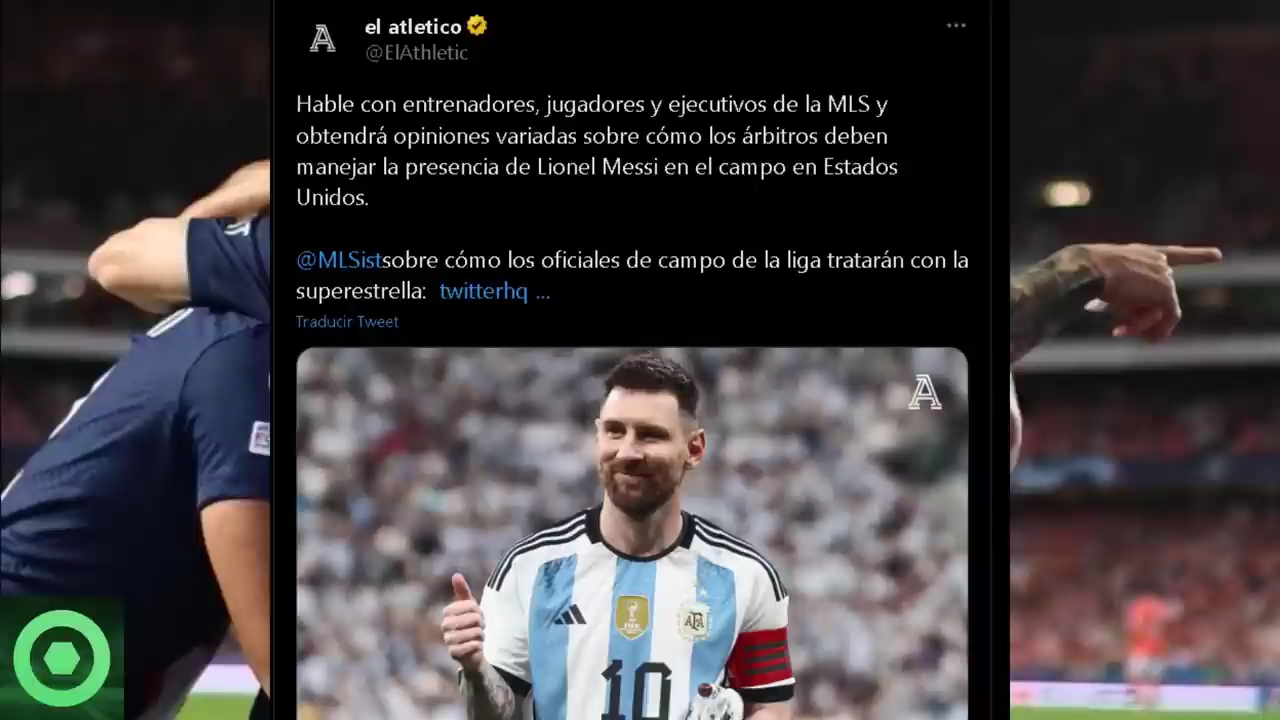 el atletico
@ElAthletic
Hable con entrenadores, jugadores y ejecutivos de la MLS y
obtendrá opiniones variadas sobre cómo los árbitros deben
manejar la presencia de Lionel Messi en el campo en Estados
Unidos.
@MLSistsobre cómo los oficiales de campo de la liga tratarán con la
superestrella: twitterhq ...
Traducir Tweet
A
AFA
10